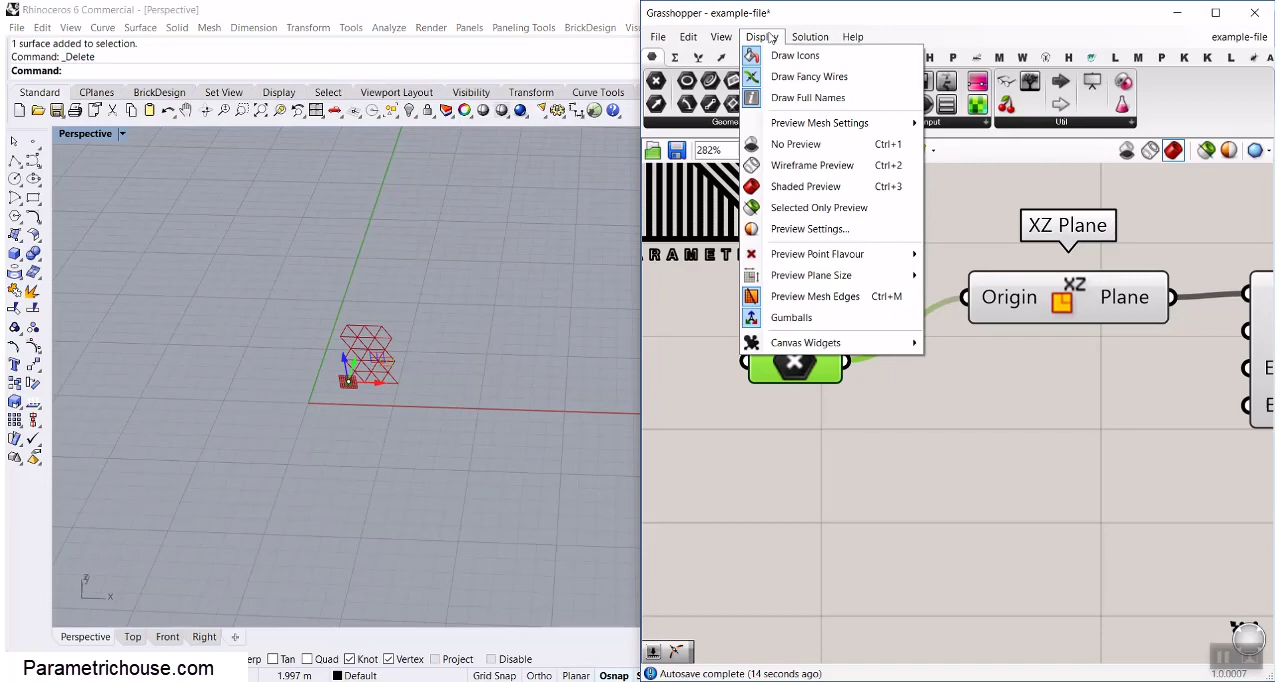 Rhinoceros 6 Commercial - [Perspective]
File Edit View Curve Surface Solid Mesh Dimension Transform Tools Analyze Render Panels Paneling Tools BrickDesign
1 surface added to selection.
Command: _Delete
Command:
Standard CPlanes BrickDesign Set View Display Select Viewport Layout Visibility Transform Curve Tools
Perspective
z
x
Perspective Top Front Right
erp Tan Quad Knot Vertex Project Disable
Parametrichouse.com
1.997 m Default Grid Snap Ortho Planar Osnap
Grasshopper - example-file*
File Edit View Display Solution Help example-file
H P M W H L M P K K L A
Geome
nput
Util
282%
Draw Icons
Draw Fancy Wires
Draw Full Names
Preview Mesh Settings
No Preview Ctrl+1
Wireframe Preview Ctrl+2
Shaded Preview Ctrl+3
Selected Only Preview
Preview Settings...
Preview Point Flavour
Preview Plane Size
Preview Mesh Edges Ctrl+M
Gumballs
Canvas Widgets
RAMET
XZ Plane
Origin XZ Plane
Autosave complete (14 seconds ago)
1.0.0007